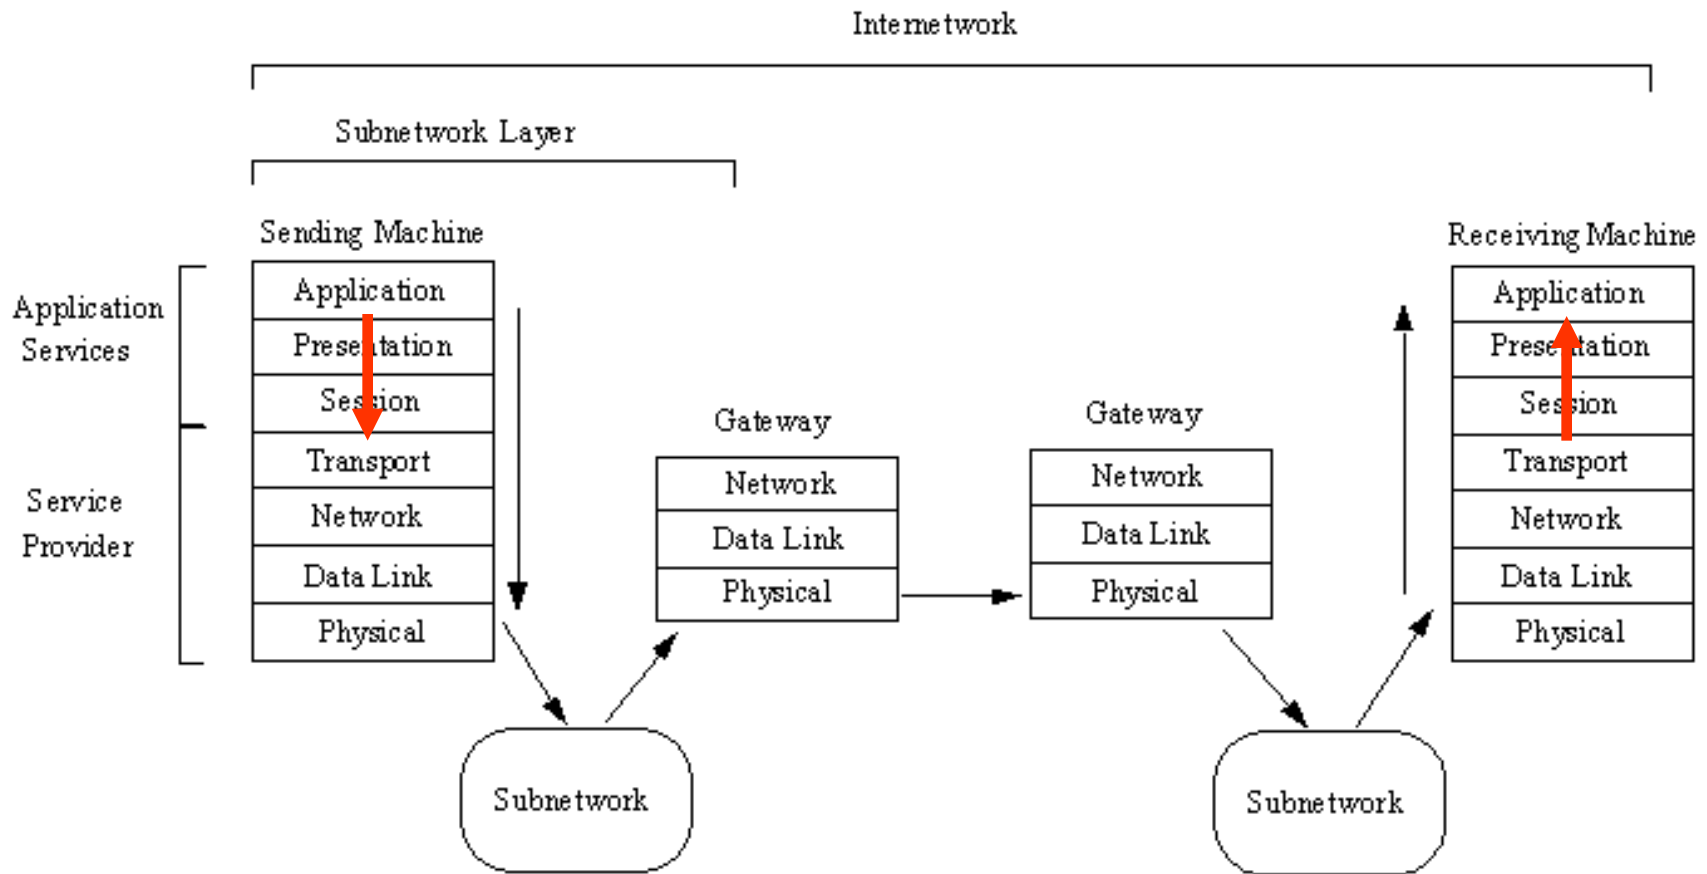 Internetwork
Subnetwork Layer
Sending Machine
Receiving Machine
Application
Services
Service
Provider
Application
Presentation
Session
Transport
Network
Data Link
Physical
Gateway
Network
Data Link
Physical
Gateway
Network
Data Link
Physical
Application
Presentation
Session
Transport
Network
Data Link
Physical
Subnetwork
Subnetwork